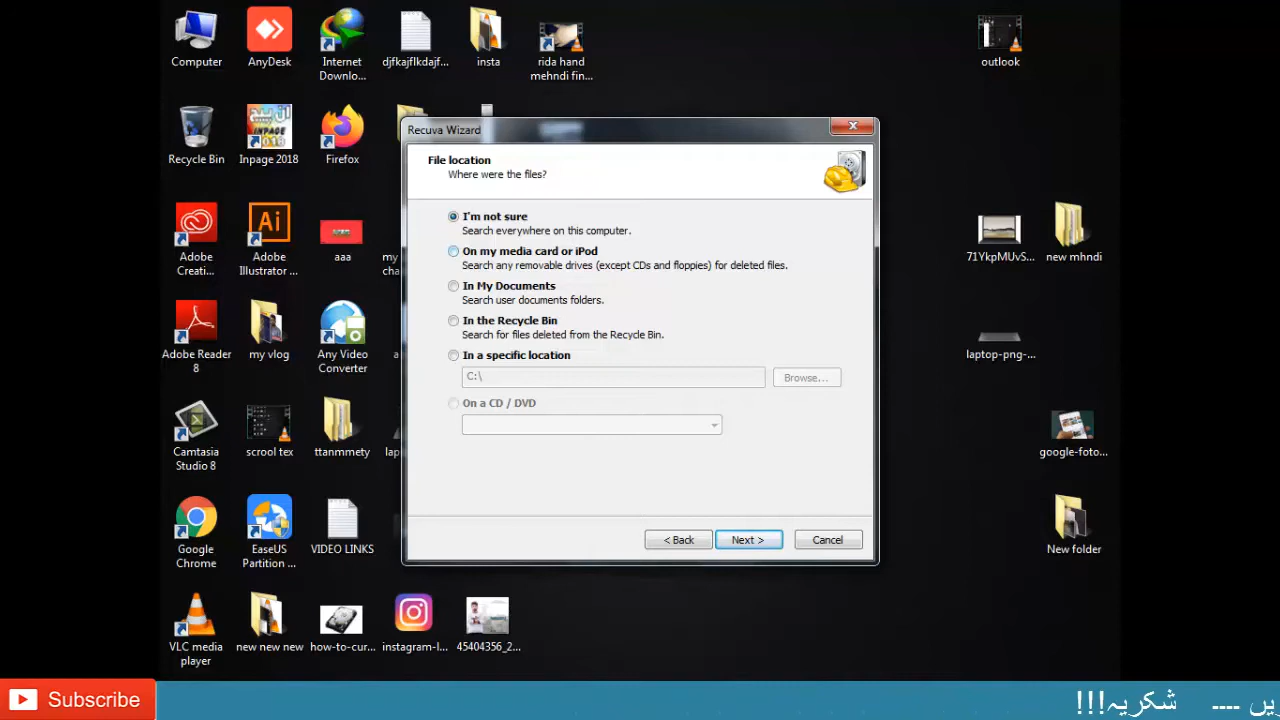 Computer
AnyDesk
Internet
Downlo...
djfkajflkdajf...
insta
rida hand
mehndi fin...
outlook
Recycle Bin
Inpage 2018
Firefox
Adobe
Creati...
Adobe
Illustrator ...
aaa
my
cha
71YkpMUvS...
new mhndi
Adobe Reader
8
my vlog
Any Video
Converter
laptop-png-...
Camtasia
Studio 8
scrool tex
ttanmmety
google-foto...
Google
Chrome
EaseUS
Partition ...
VIDEO LINKS
New folder
VLC media
player
new new new
how-to-cur...
instagram-l...
45404356_2...
Recuva Wizard
File location
Where were the files?
I'm not sure
Search everywhere on this computer.
On my media card or iPod
Search any removable drives (except CDs and floppies) for deleted files.
In My Documents
Search user documents folders.
In the Recycle Bin
Search for files deleted from the Recycle Bin.
In a specific location
C:\
Browse...
On a CD / DVD
< Back
Next >
Cancel
Subscribe
یں ---- شکریہ!!!